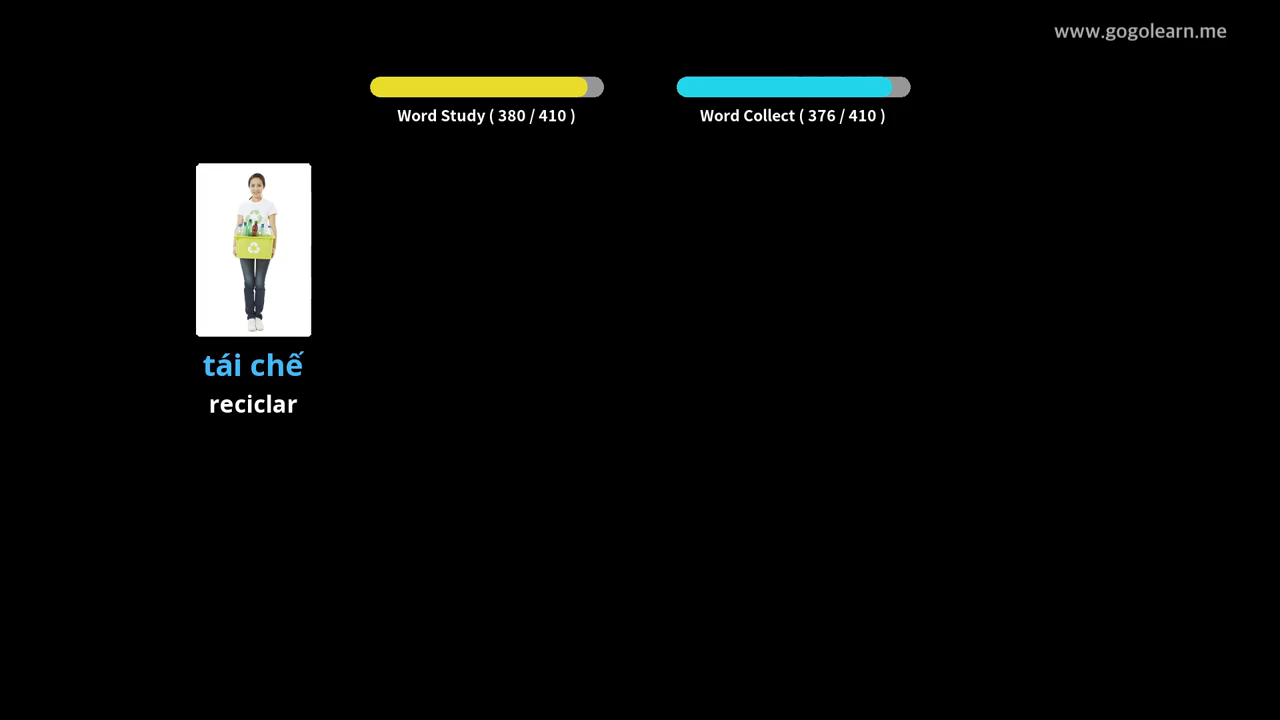 www.gogolearn.me
Word Study ( 380 / 410 )
Word Collect ( 376 / 410 )
tái chế
reciclar